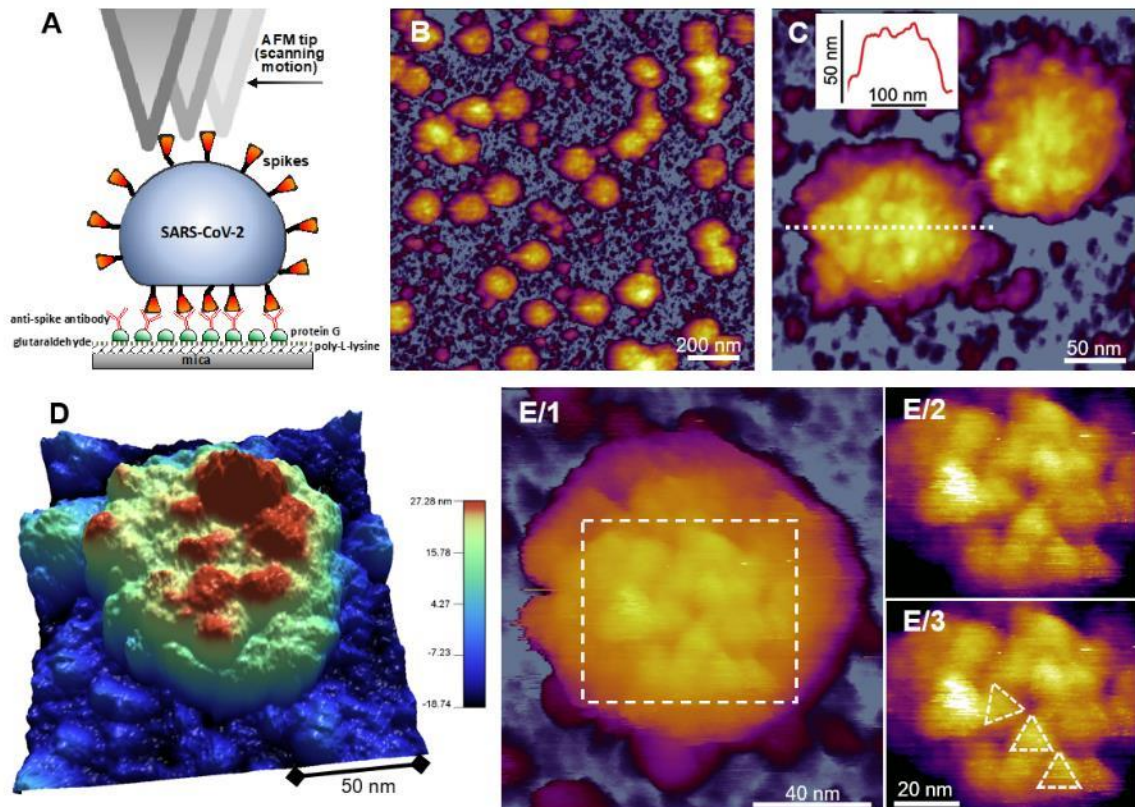 A
AFM tip
(scanning
motion)
spikes
SARS-CoV-2
anti-spike antibody
protein G
glutaraldehyde
poly-L-lysine
mica
B
200 nm
C
50 nm
100 nm
50 nm
D
27.28 nm
15.78
4.27
-7.23
-18.74
50 nm
E/1
40 nm
E/2
E/3
20 nm